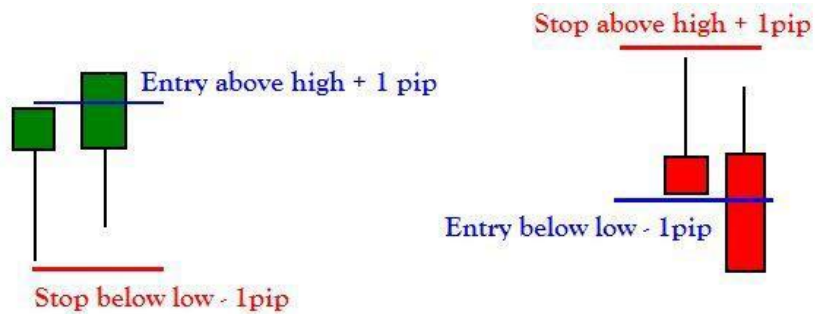 Stop above high + 1pip
Entry above high + 1 pip
Entry below low - 1pip
Stop below low - 1pip